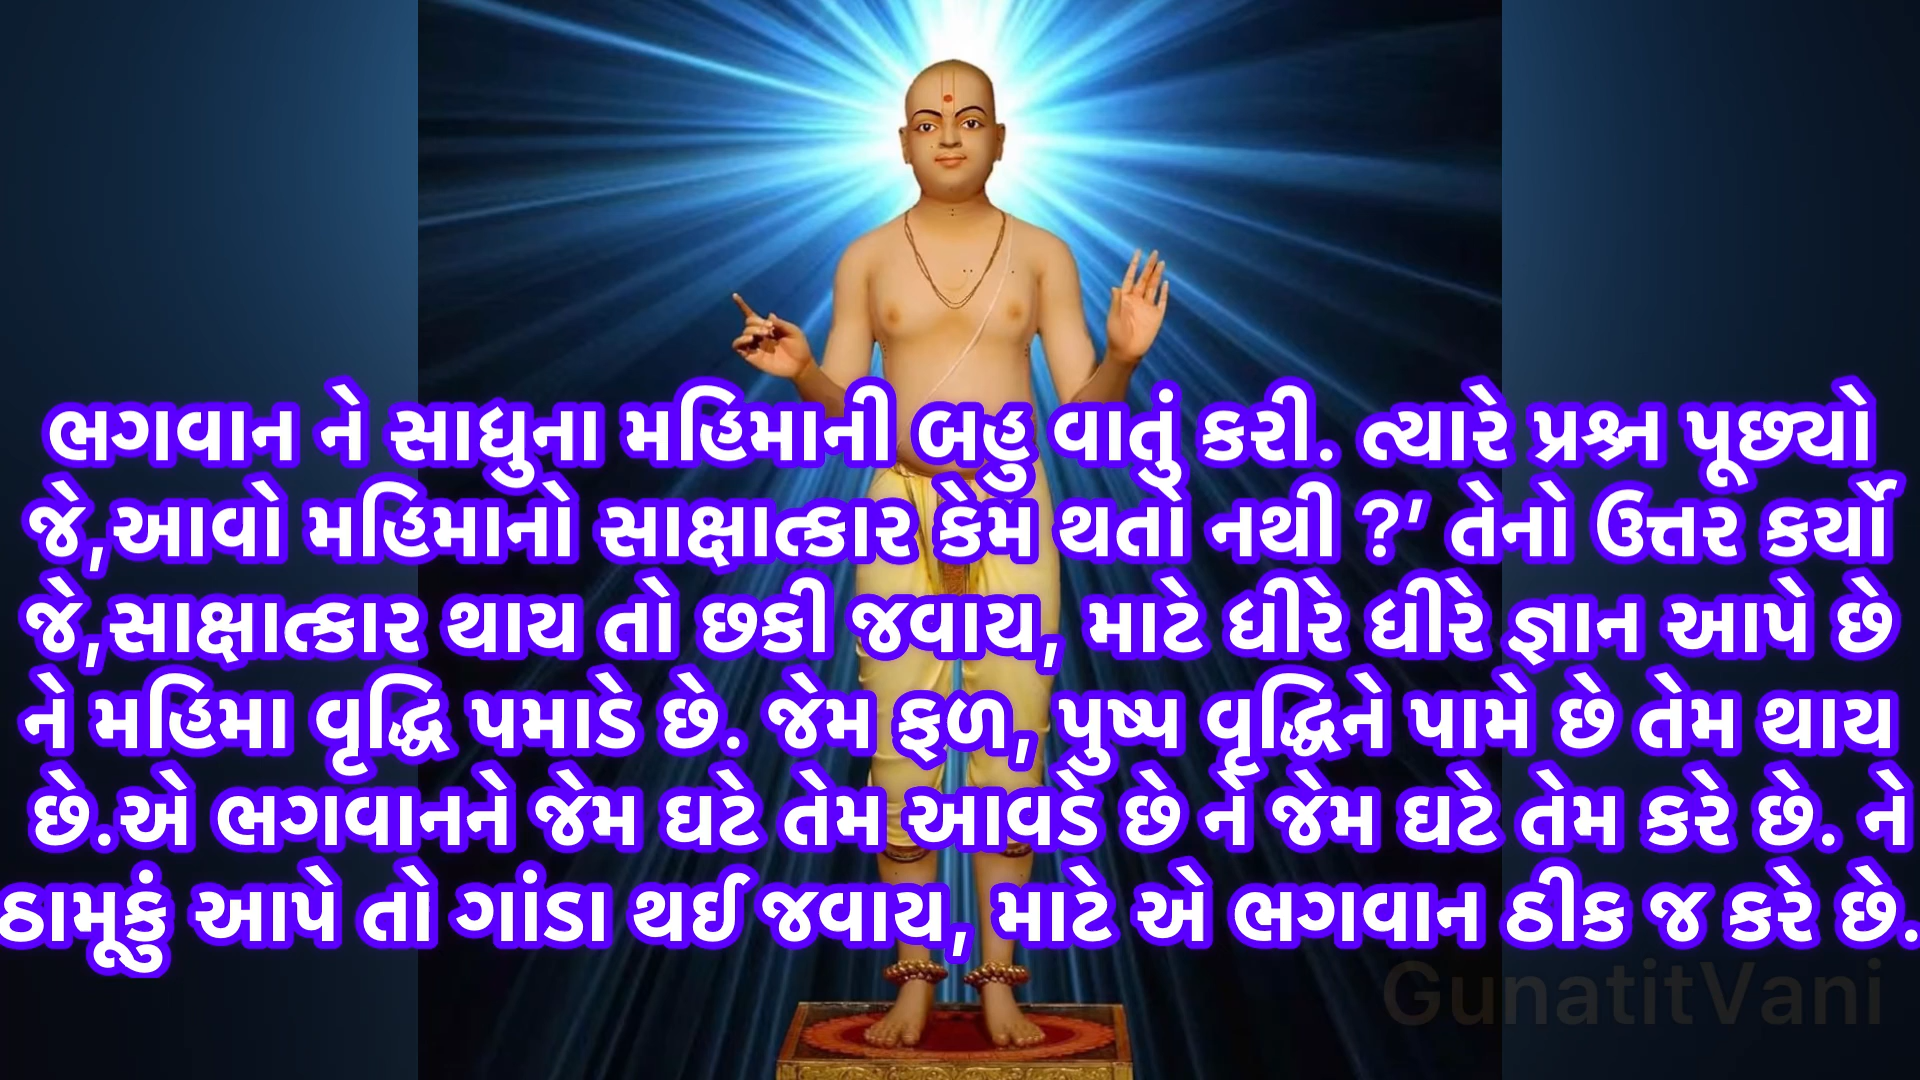 ભગવાન ને સાધુના મહિમાની બહુ વાતું કરી. ત્યારે પ્રશ્ન પૂછ્યો
જે,આવો મહિમાનો સાક્ષાત્કાર કેમ થતો નથી ?’ તેનો ઉત્તર કર્યો
જે,સાક્ષાત્કાર થાય તો છકી જવાય, માટે ધીરે ધીરે જ્ઞાન આપે છે
ને મહિમા વૃદ્ધિ પમાડે છે. જેમ ફળ, પુષ્પ વૃદ્ધિને પામે છે તેમ થાય
છે.એ ભગવાનને જેમ ઘટે તેમ આવડે છે ને જેમ ઘટે તેમ કરે છે. ને
ઠામૂકું આપે તો ગાંડા થઈ જવાય, માટે એ ભગવાન ઠીક જ કરે છે.
GunatitVani